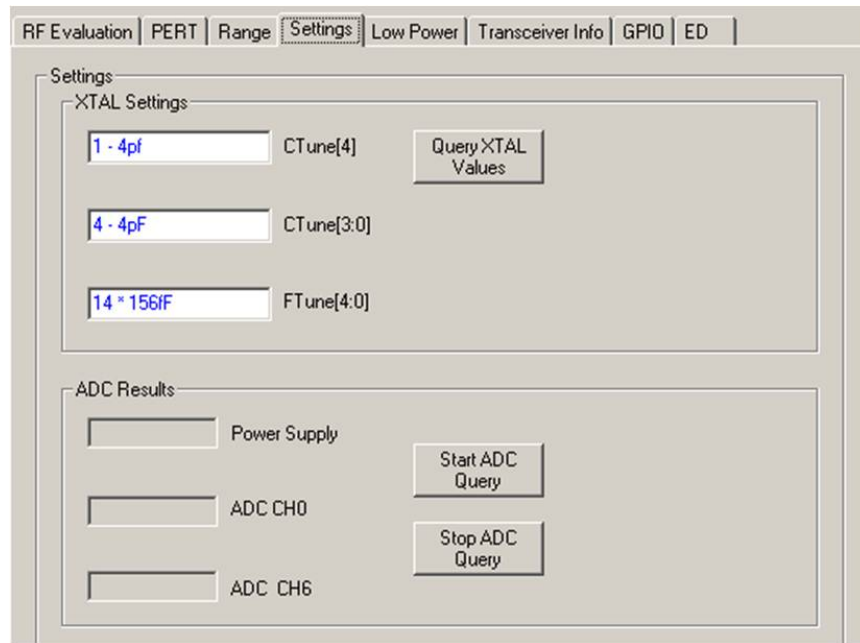 RF Evaluation PERT Range Settings Low Power Transceiver Info GPIO ED
Settings
XTAL Settings
1 - 4pf CTune[4] Query XTAL
Values
4 - 4pF CTune[3:0]
14 * 156fF FTune[4:0]
ADC Results
Power Supply
Start ADC
Query
ADC CH0
Stop ADC
Query
ADC CH6